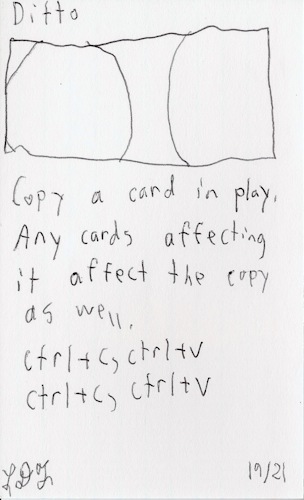 Ditto
Copy a card in play.
Any cards affecting
it affect the copy
as well.
ctrl+c, ctrl+v
ctrl+c, ctrl+v
19/21